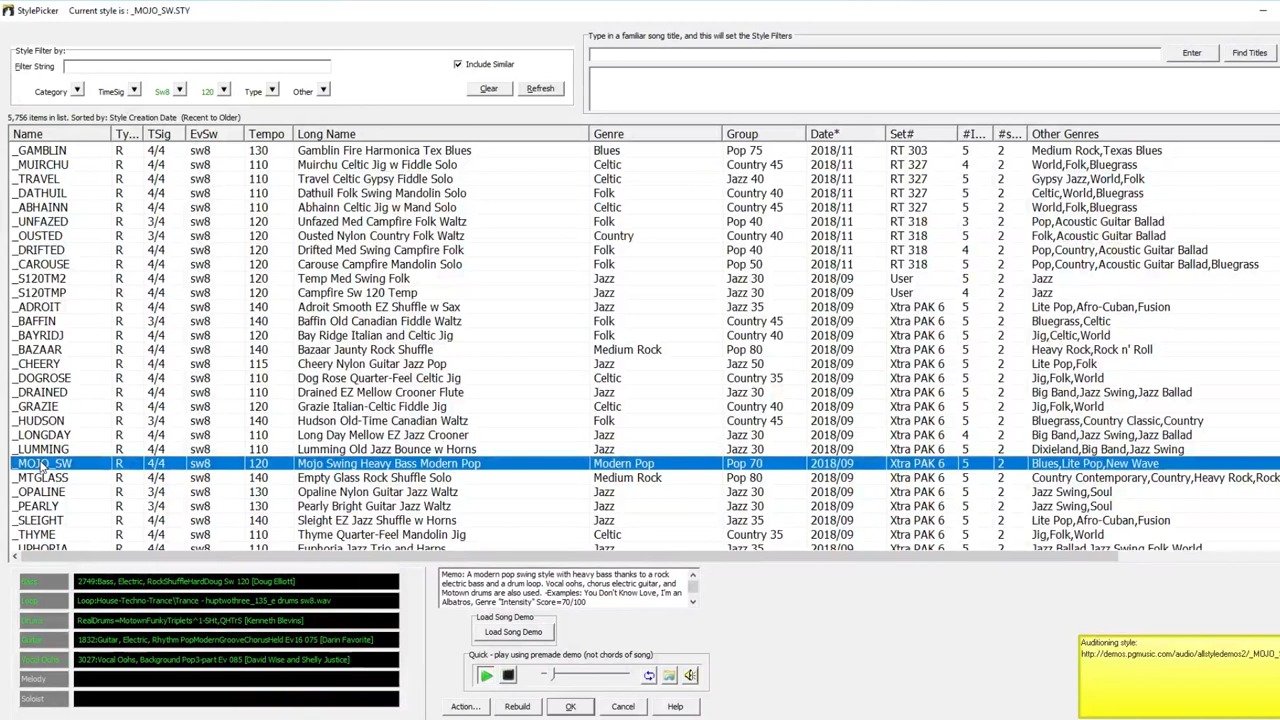 StylePicker Current style is : _MOJO_SW.STY
Style Filter by:
Filter String
Include Similar
Category TimeSig Sw8 120 Type Other Clear Refresh
Type in a familiar song title, and this will set the Style Filters
Enter Find Titles
5,756 items in list. Sorted by: Style Creation Date (Recent to Older)
Name Ty... TSig EvSw Tempo Long Name Genre Group Date* Set# #I... #s... Other Genres
_GAMBLIN R 4/4 sw8 130 Gamblin Fire Harmonica Tex Blues Blues Pop 75 2018/11 RT 303 5 2 Medium Rock,Texas Blues
_MUIRCHU R 4/4 sw8 110 Muirchu Celtic Jig w Fiddle Solo Celtic Country 45 2018/11 RT 327 4 2 World,Folk,Bluegrass
_TRAVEL R 4/4 sw8 110 Travel Celtic Gypsy Fiddle Solo Celtic Jazz 40 2018/11 RT 327 5 2 Gypsy Jazz,World,Folk
_DATHUIL R 4/4 sw8 110 Dathuil Folk Swing Mandolin Solo Folk Country 40 2018/11 RT 327 5 2 Celtic,World,Bluegrass
_ABHAINN R 4/4 sw8 110 Abhainn Celtic Jig w Mand Solo Celtic Country 40 2018/11 RT 327 5 2 World,Folk,Bluegrass
_UNFAZED R 3/4 sw8 120 Unfazed Med Campfire Folk Waltz Folk Pop 40 2018/11 RT 318 3 2 Pop,Acoustic Guitar Ballad
_OUSTED R 3/4 sw8 120 Ousted Nylon Country Folk Waltz Country Country 40 2018/11 RT 318 5 2 Folk,Acoustic Guitar Ballad
_DRIFTED R 4/4 sw8 120 Drifted Med Swing Campfire Folk Folk Pop 40 2018/11 RT 318 4 2 Pop,Country,Acoustic Guitar Ballad
_CAROUSE R 4/4 sw8 120 Carouse Campfire Mandolin Solo Folk Pop 50 2018/11 RT 318 5 2 Pop,Country,Acoustic Guitar Ballad,Bluegrass
_S120TM2 R 4/4 sw8 120 Temp Med Swing Folk Jazz Jazz 30 2018/09 User 5 2 Jazz
_S120TMP R 4/4 sw8 120 Campfire Sw 120 Temp Jazz Jazz 30 2018/09 User 4 2 Jazz
_ADROIT R 4/4 sw8 140 Adroit Smooth EZ Shuffle w Sax Jazz Jazz 35 2018/09 Xtra PAK 6 5 2 Lite Pop,Afro-Cuban,Fusion
_BAFFIN R 3/4 sw8 140 Baffin Old Canadian Fiddle Waltz Folk Country 45 2018/09 Xtra PAK 6 5 2 Bluegrass,Celtic
_BAYRIDJ R 4/4 sw8 110 Bay Ridge Italian and Celtic Jig Folk Country 40 2018/09 Xtra PAK 6 5 2 Jig,Celtic,World
_BAZAAR R 4/4 sw8 140 Bazaar Jaunty Rock Shuffle Medium Rock Pop 80 2018/09 Xtra PAK 6 5 2 Heavy Rock,Rock n' Roll
_CHEERY R 4/4 sw8 115 Cheery Nylon Guitar Jazz Pop Jazz Jazz 50 2018/09 Xtra PAK 6 5 2 Lite Pop,Folk
_DOGROSE R 4/4 sw8 110 Dog Rose Quarter-Feel Celtic Jig Celtic Country 35 2018/09 Xtra PAK 6 5 2 Jig,Folk,World
_DRAINED R 4/4 sw8 110 Drained EZ Mellow Crooner Flute Jazz Jazz 30 2018/09 Xtra PAK 6 5 2 Big Band,Jazz Swing,Jazz Ballad
_GRAZIE R 4/4 sw8 120 Grazie Italian-Celtic Fiddle Jig Celtic Country 40 2018/09 Xtra PAK 6 5 2 Jig,Folk,World
_HUDSON R 3/4 sw8 120 Hudson Old-Time Canadian Waltz Folk Country 40 2018/09 Xtra PAK 6 5 2 Bluegrass,Country Classic,Country
_LONGDAY R 4/4 sw8 110 Long Day Mellow EZ Jazz Crooner Jazz Jazz 30 2018/09 Xtra PAK 6 4 2 Big Band,Jazz Swing,Jazz Ballad
_LUMMING R 4/4 sw8 110 Lumming Old Jazz Bounce w Horns Jazz Jazz 30 2018/09 Xtra PAK 6 5 2 Dixieland,Big Band,Jazz Swing
_MOJO_SW R 4/4 sw8 120 Mojo Swing Heavy Bass Modern Pop Modern Pop Pop 70 2018/09 Xtra PAK 6 5 2 Blues,Lite Pop,New Wave
_MTGLASS R 4/4 sw8 140 Empty Glass Rock Shuffle Solo Medium Rock Pop 80 2018/09 Xtra PAK 6 5 2 Country Contemporary,Country,Heavy Rock,Rock
_OPALINE R 3/4 sw8 130 Opaline Nylon Guitar Jazz Waltz Jazz Jazz 30 2018/09 Xtra PAK 6 5 2 Jazz Swing,Soul
_PEARLY R 3/4 sw8 130 Pearly Bright Guitar Jazz Waltz Jazz Jazz 35 2018/09 Xtra PAK 6 5 2 Jazz Swing,Soul
_SLEIGHT R 4/4 sw8 140 Sleight EZ Jazz Shuffle w Horns Jazz Jazz 35 2018/09 Xtra PAK 6 5 2 Lite Pop,Afro-Cuban,Fusion
_THYME R 4/4 sw8 110 Thyme Quarter-Feel Mandolin Jig Celtic Country 35 2018/09 Xtra PAK 6 5 2 Jig,Folk,World
_UPHORIA R 4/4 sw8 110 Euphoria Jazz Trio and Harps Jazz Jazz 30 2018/09 Xtra PAK 6 5 2 Jazz Ballad,Jazz Swing,Folk
Bass 2749:Bass, Electric, RockShuffleHardDoug Sw 120 [Doug Elliott]
Loop Loop:House-Techno-Trance\Trance - huptwothree_135_e drums sw8.wav
Drums RealDrums=MotownFunkyTriplets^1-SHt,QHTrS [Kenneth Blevins]
Guitar 1832:Guitar, Electric, Rhythm PopModernGrooveChorusHeld Ev16 075 [Darin Favorite]
Vocal Oohs 3027:Vocal Oohs, Background Pop3-part Ev 085 [David Wise and Shelly Justice]
Melody
Soloist
Memo: A modern pop swing style with heavy bass thanks to a rock
electric bass and a drum loop. Vocal oohs, chorus electric guitar, and
Motown drums are also used. -Examples: You Don't Know Love, I'm an
Albatros, Genre "Intensity" Score=70/100
Load Song Demo
Load Song Demo
Quick - play using premade demo (not chords of song)
Action... Rebuild OK Cancel Help
Auditioning style:
http://demos.pgmusic.com/audio/allstyledemos2/_MOJO_S